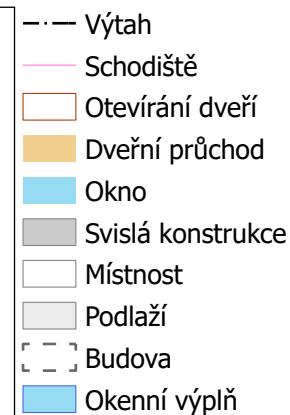 Výtah
Schodiště
Otevírání dveří
Dveřní průchod
Okno
Svislá konstrukce
Místnost
Podlaží
Budova
Okenní výplň